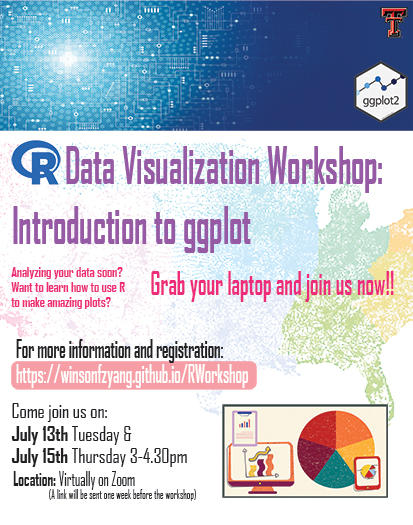 T
ggplot2
R Data Visualization Workshop:
Introduction to ggplot
Analyzing your data soon?
Want to learn how to use R
to make amazing plots?
Grab your laptop and join us now!!
For more information and registration:
https://winsonfzyang.github.io/RWorkshop
Come join us on:
July 13th Tuesday &
July 15th Thursday 3-4.30pm
Location: Virtually on Zoom
(A link will be sent one week before the workshop)